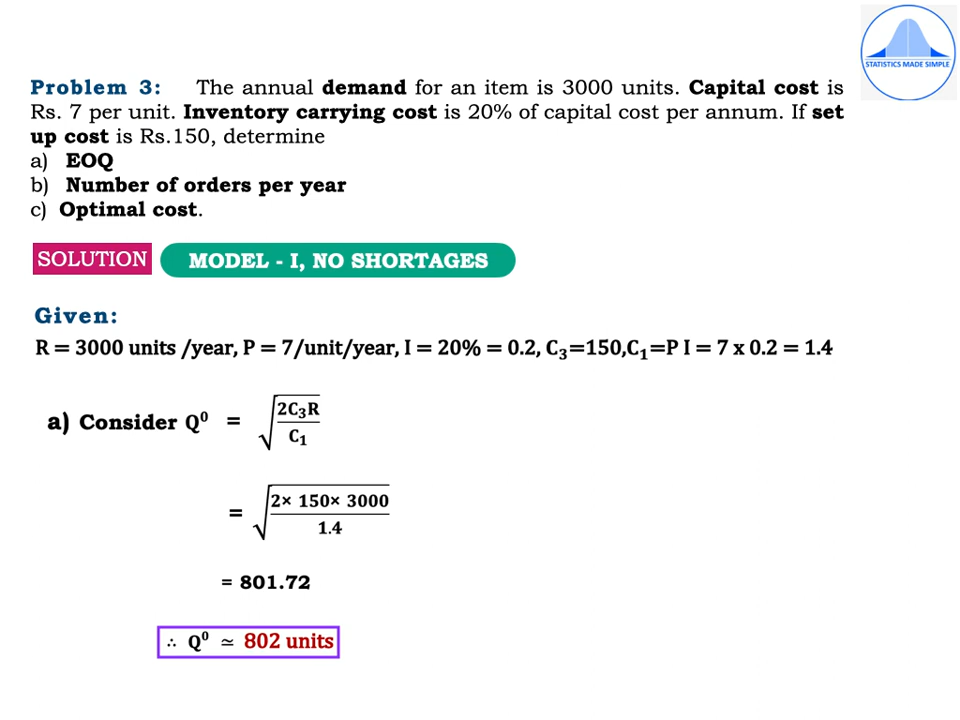 STATISTICS MADE SIMPLE
Problem 3: The annual demand for an item is 3000 units. Capital cost is
Rs. 7 per unit. Inventory carrying cost is 20% of capital cost per annum. If set
up cost is Rs.150, determine
a) EOQ
b) Number of orders per year
c) Optimal cost.
SOLUTION MODEL - I, NO SHORTAGES
Given:
R = 3000 units /year, P = 7/unit/year, I = 20% = 0.2, C₃=150,C₁=P I = 7 x 0.2 = 1.4
a) Consider Q⁰ = √(2C₃R / C₁)
= √(2× 150× 3000 / 1.4)
= 801.72
∴ Q⁰ ≃ 802 units